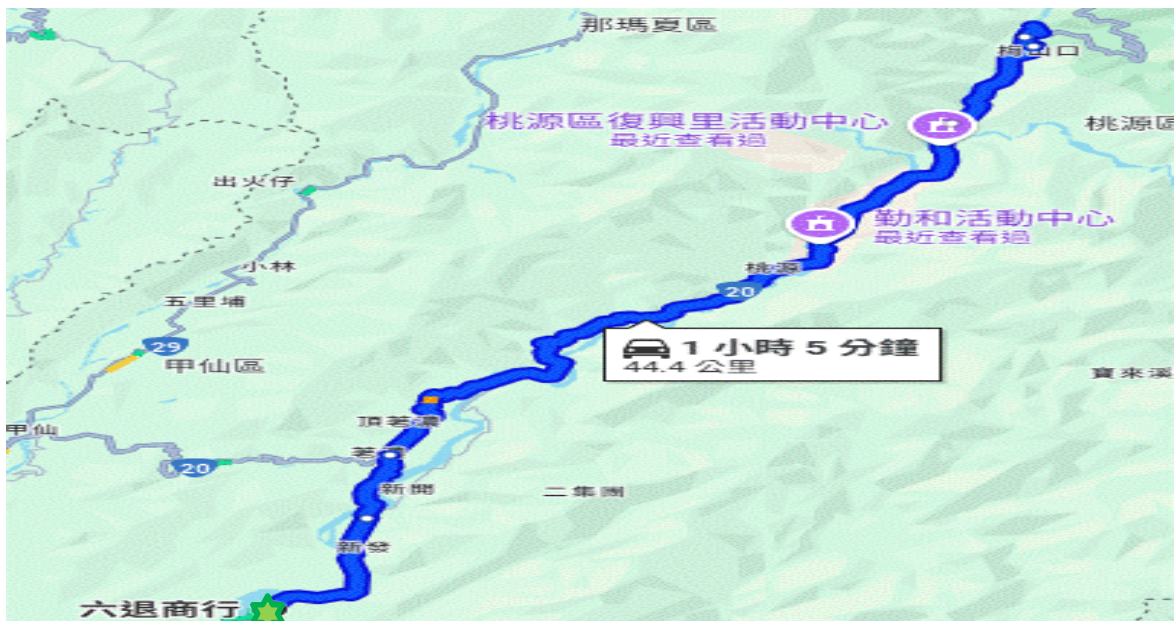 那瑪夏區
梅山口
桃源區復興里活動中心
最近查看過
桃源區
出火仔
勤和活動中心
最近查看過
小林
桃源
20
五里埔
29
甲仙區
1 小時 5 分鐘
44.4 公里
寶來溪
頂荖濃
甲仙
20
新開
二集團
新發
六退商行